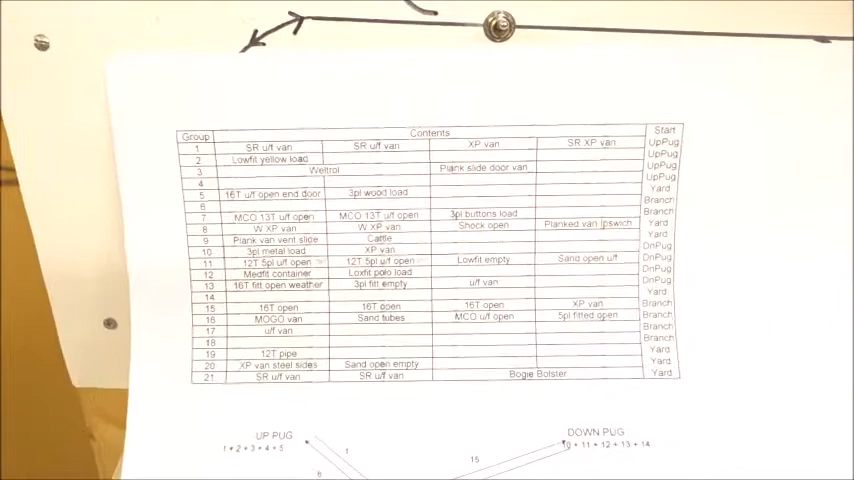 Group Contents Start
1 SR u/f van SR u/f van XP van SR XP van UpPug
2 Lowfit yellow load UpPug
3 Weltrol Plank slide door van UpPug
4 UpPug
5 16T u/f open end door 3pl wood load Yard
6 Branch
7 MCO 13T u/f open MCO 13T u/f open 3pl buttons load Branch
8 W XP van W XP van Shock open Planked van Ipswich Yard
9 Plank van vent slide Cattle Yard
10 3pl metal load XP van DnPug
11 12T 5pl u/f open 12T 5pl u/f open Lowfit empty Sand open u/f DnPug
12 Medfit container Loxfit polo load DnPug
13 16T fitt open weather 3pl fitt empty u/f van DnPug
14 Yard
15 16T open 16T open 16T open XP van Branch
16 MOGO van Sand tubes MCO u/f open 5pl fitted open Branch
17 u/f van Branch
18 Branch
19 12T pipe Yard
20 XP van steel sides Sand open empty Yard
21 SR u/f van SR u/f van Bogie Bolster Yard
UP PUG DOWN PUG
1 + 2 + 3 + 4 + 5 10 + 11 + 12 + 13 + 14
1
15
6